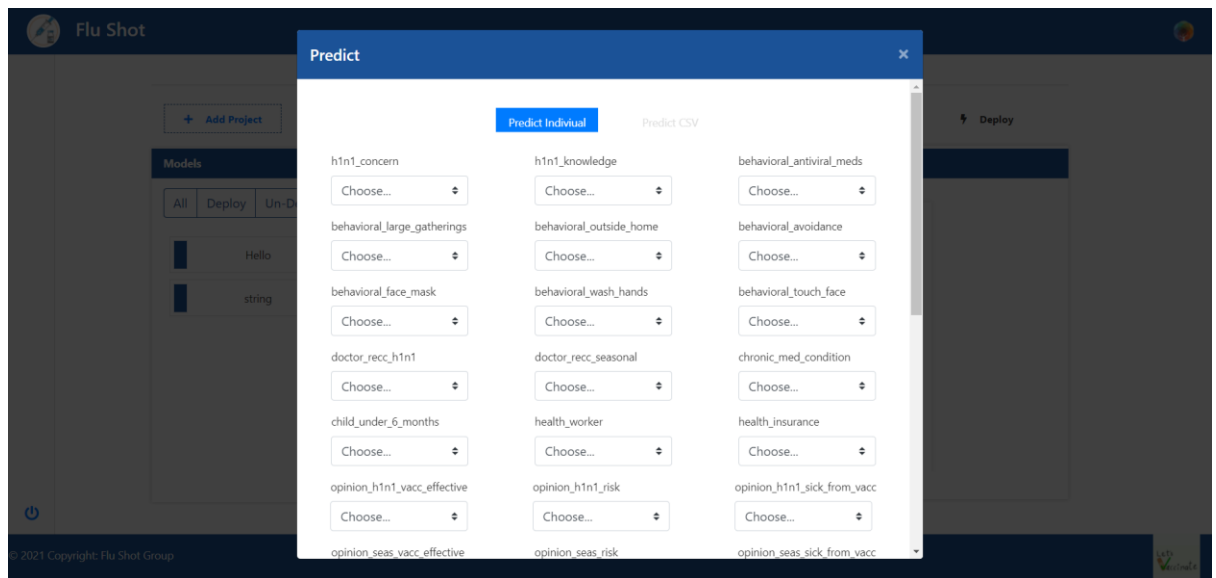 Flu Shot
Predict ×
+ Add Project
Predict Indiviual Predict CSV
Deploy
Models
h1n1_concern h1n1_knowledge behavioral_antiviral_meds
Choose... Choose... Choose...
All Deploy Un-D
behavioral_large_gatherings behavioral_outside_home behavioral_avoidance
Hello
Choose... Choose... Choose...
behavioral_face_mask behavioral_wash_hands behavioral_touch_face
string
Choose... Choose... Choose...
doctor_recc_h1n1 doctor_recc_seasonal chronic_med_condition
Choose... Choose... Choose...
child_under_6_months health_worker health_insurance
Choose... Choose... Choose...
opinion_h1n1_vacc_effective opinion_h1n1_risk opinion_h1n1_sick_from_vacc
Choose... Choose... Choose...
opinion_seas_vacc_effective opinion_seas_risk opinion_seas_sick_from_vacc
© 2021 Copyright: Flu Shot Group
Lets
Vaccinate